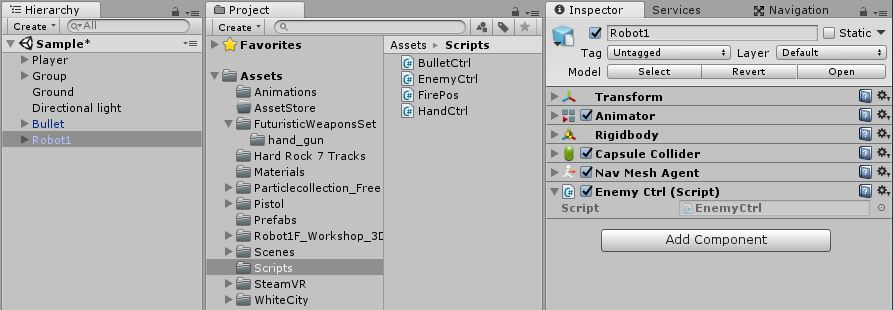 Hierarchy
Create
All
Sample*
Player
Group
Ground
Directional light
Bullet
Robot1
Project
Create
Favorites
Assets
Animations
AssetStore
FuturisticWeaponsSet
hand_gun
Hard Rock 7 Tracks
Materials
Particlecollection_Free
Pistol
Prefabs
Robot1F_Workshop_3D
Scenes
Scripts
SteamVR
WhiteCity
Assets Scripts
BulletCtrl
EnemyCtrl
FirePos
HandCtrl
Inspector Services Navigation
Robot1 Static
Tag Untagged Layer Default
Model Select Revert Open
Transform
Animator
Rigidbody
Capsule Collider
Nav Mesh Agent
Enemy Ctrl (Script)
Script EnemyCtrl
Add Component